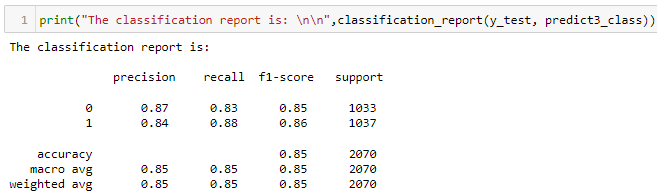 1 print("The classification report is: \n\n",classification_report(y_test, predict3_class))
The classification report is:
precision recall f1-score support
0 0.87 0.83 0.85 1033
1 0.84 0.88 0.86 1037
accuracy 0.85 2070
macro avg 0.85 0.85 0.85 2070
weighted avg 0.85 0.85 0.85 2070